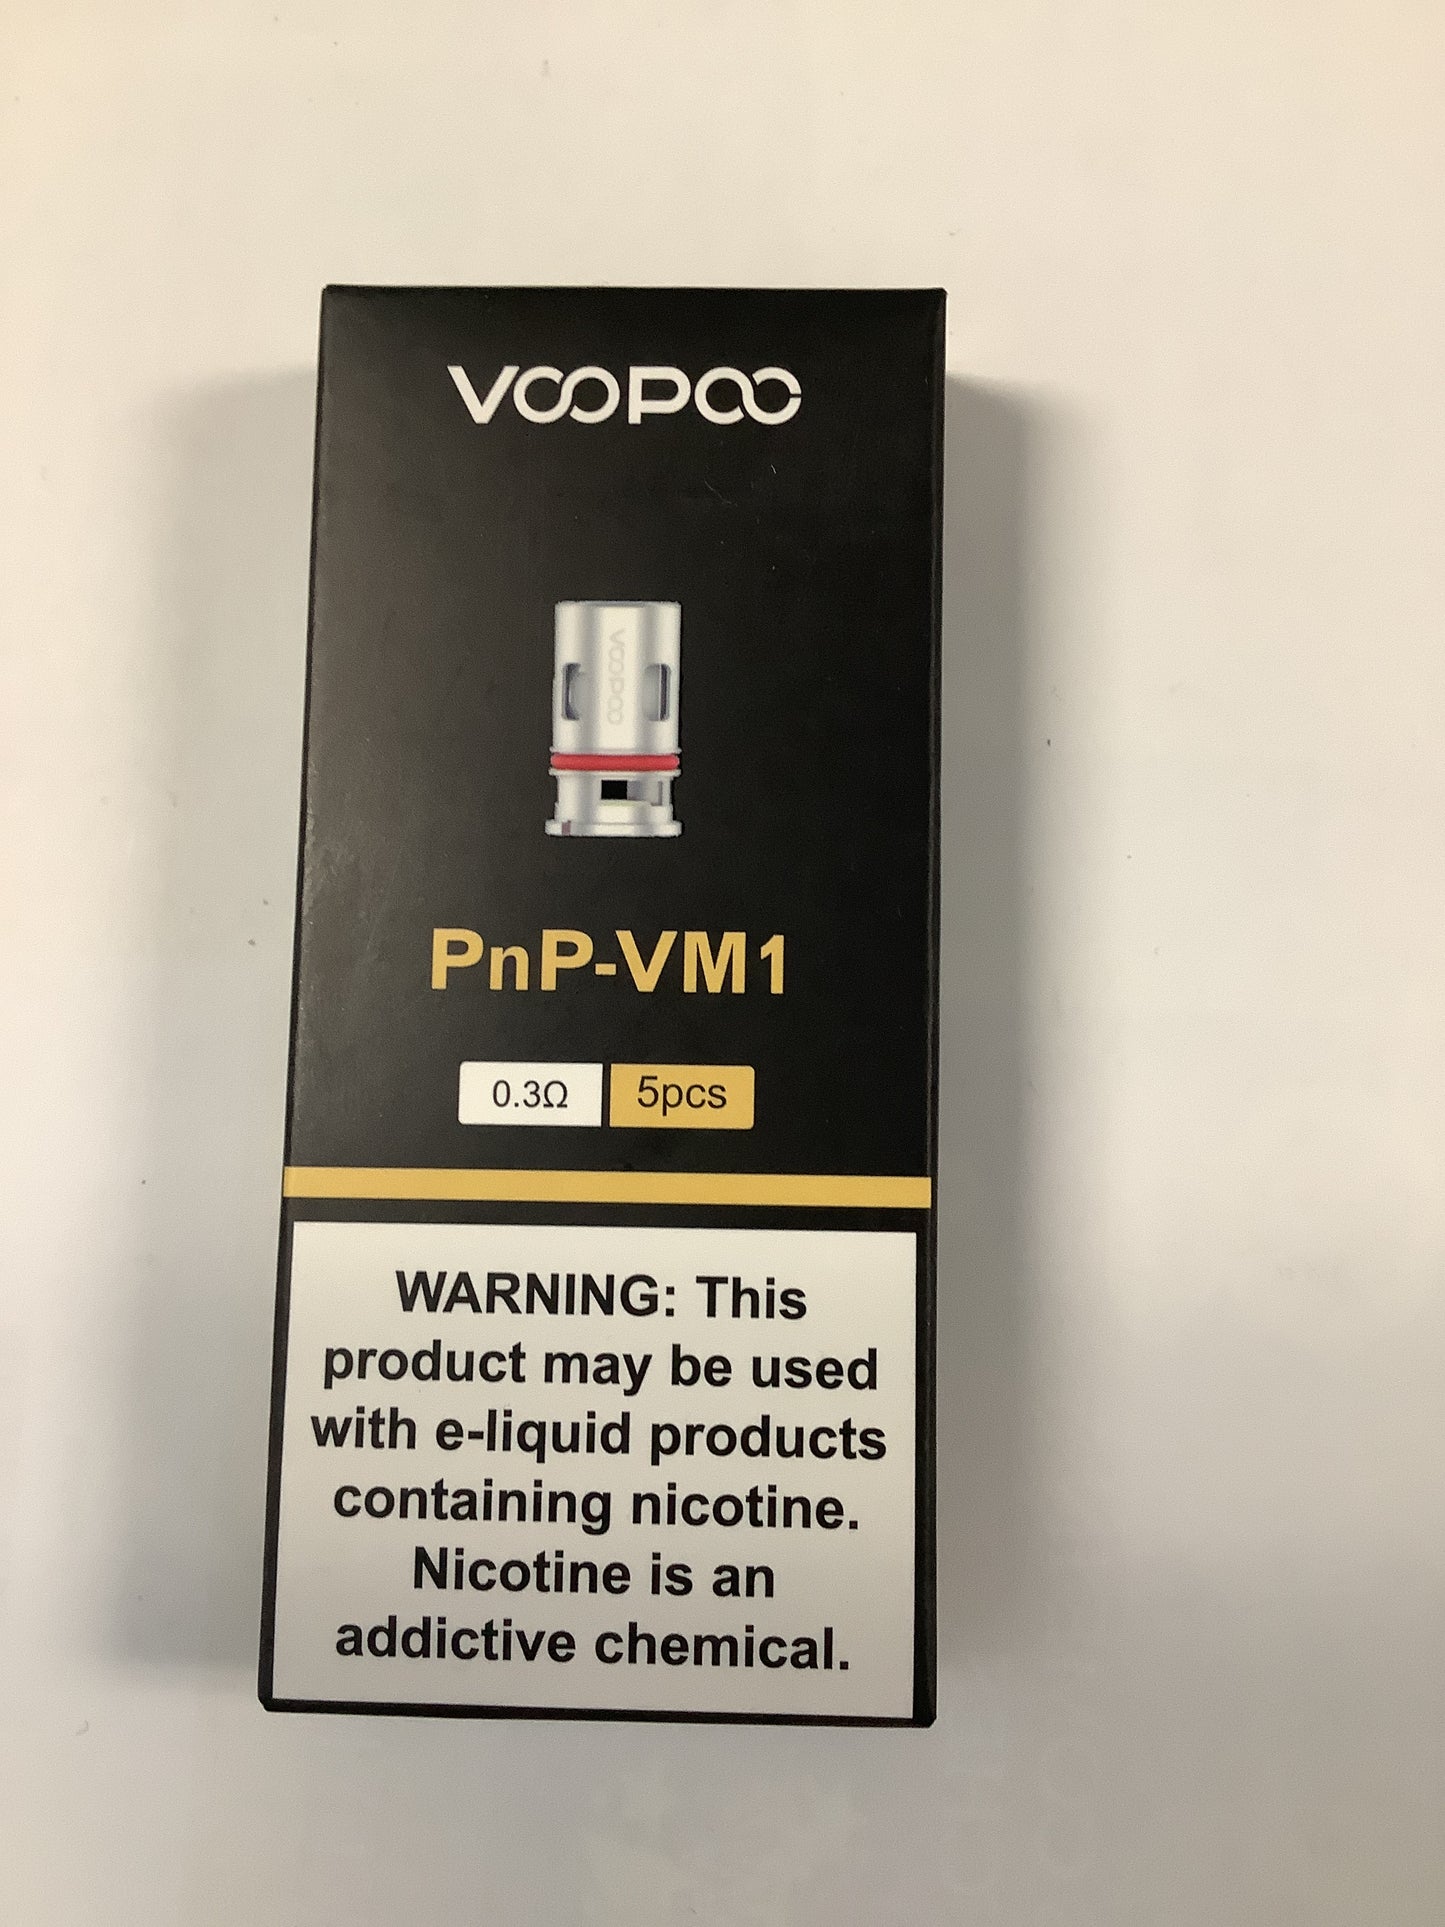 VOOPOO
VOOPOO
PnP-VM1
0.3Ω 5pcs
WARNING: This
product may be used
with e-liquid products
containing nicotine.
Nicotine is an
addictive chemical.